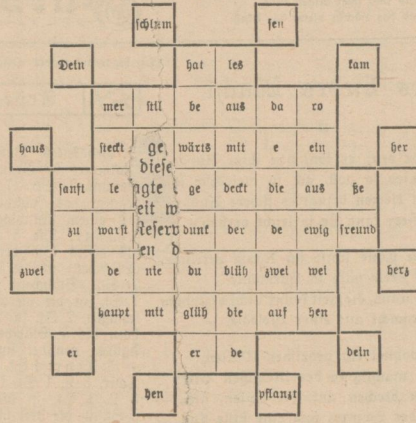 schlum sen
Dein hat les kam
mer stil be aus da ro
haus steckt ge wärts mit e ein her
diese
sanft le agte ge deckt die aus ße
eit w
zu warst Reserv dunk der de ewig freund
en d
zwei de nie du blüh zwei wei herz
haupt mit glüh die auf hen
er er de dein
hen pflanzt